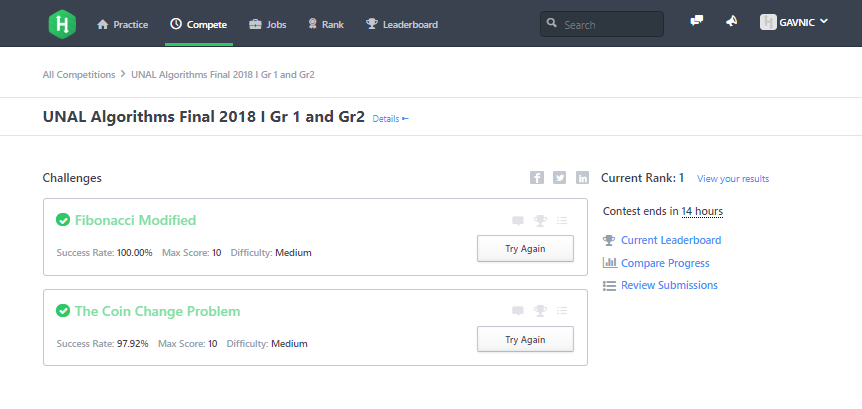 H Practice Compete Jobs Rank Leaderboard Search H GAVNIC
All Competitions > UNAL Algorithms Final 2018 I Gr 1 and Gr2
UNAL Algorithms Final 2018 I Gr 1 and Gr2 Details
Challenges
Current Rank: 1 View your results
Fibonacci Modified
Success Rate: 100.00% Max Score: 10 Difficulty: Medium
Try Again
The Coin Change Problem
Success Rate: 97.92% Max Score: 10 Difficulty: Medium
Try Again
Contest ends in 14 hours
Current Leaderboard
Compare Progress
Review Submissions